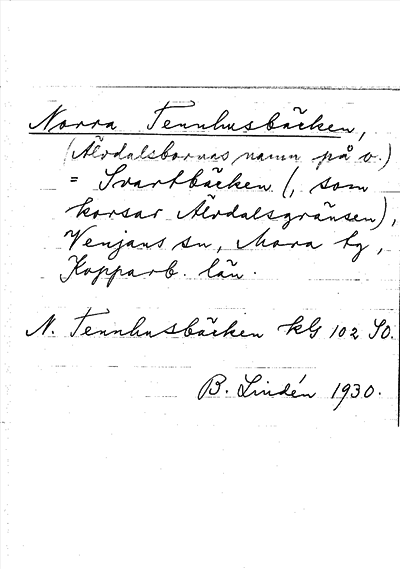 Norra Tennhusbäcken,
(Älvdalsbornas namn på v.)
= Svartbäcken (, som
korsar Älvdalsgränsen),
Venjans sn, Mora tg,
Kopparb. län.
N. Tennhusbäcken kbl 102 SO.
B. Lindén 1930.